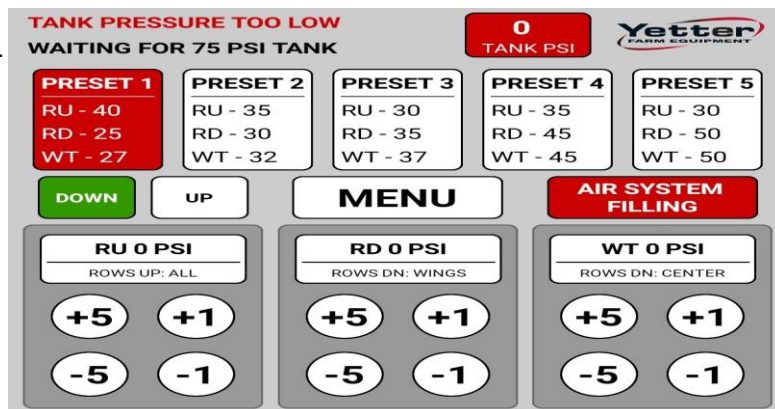 TANK PRESSURE TOO LOW
WAITING FOR 75 PSI TANK
0
TANK PSI
Yetter
FARM EQUIPMENT
PRESET 1
RU - 40
RD - 25
WT - 27
PRESET 2
RU - 35
RD - 30
WT - 32
PRESET 3
RU - 30
RD - 35
WT - 37
PRESET 4
RU - 35
RD - 45
WT - 45
PRESET 5
RU - 30
RD - 50
WT - 50
DOWN
UP
MENU
AIR SYSTEM
FILLING
RU 0 PSI
ROWS UP: ALL
+5 +1
-5 -1
RD 0 PSI
ROWS DN: WINGS
+5 +1
-5 -1
WT 0 PSI
ROWS DN: CENTER
+5 +1
-5 -1